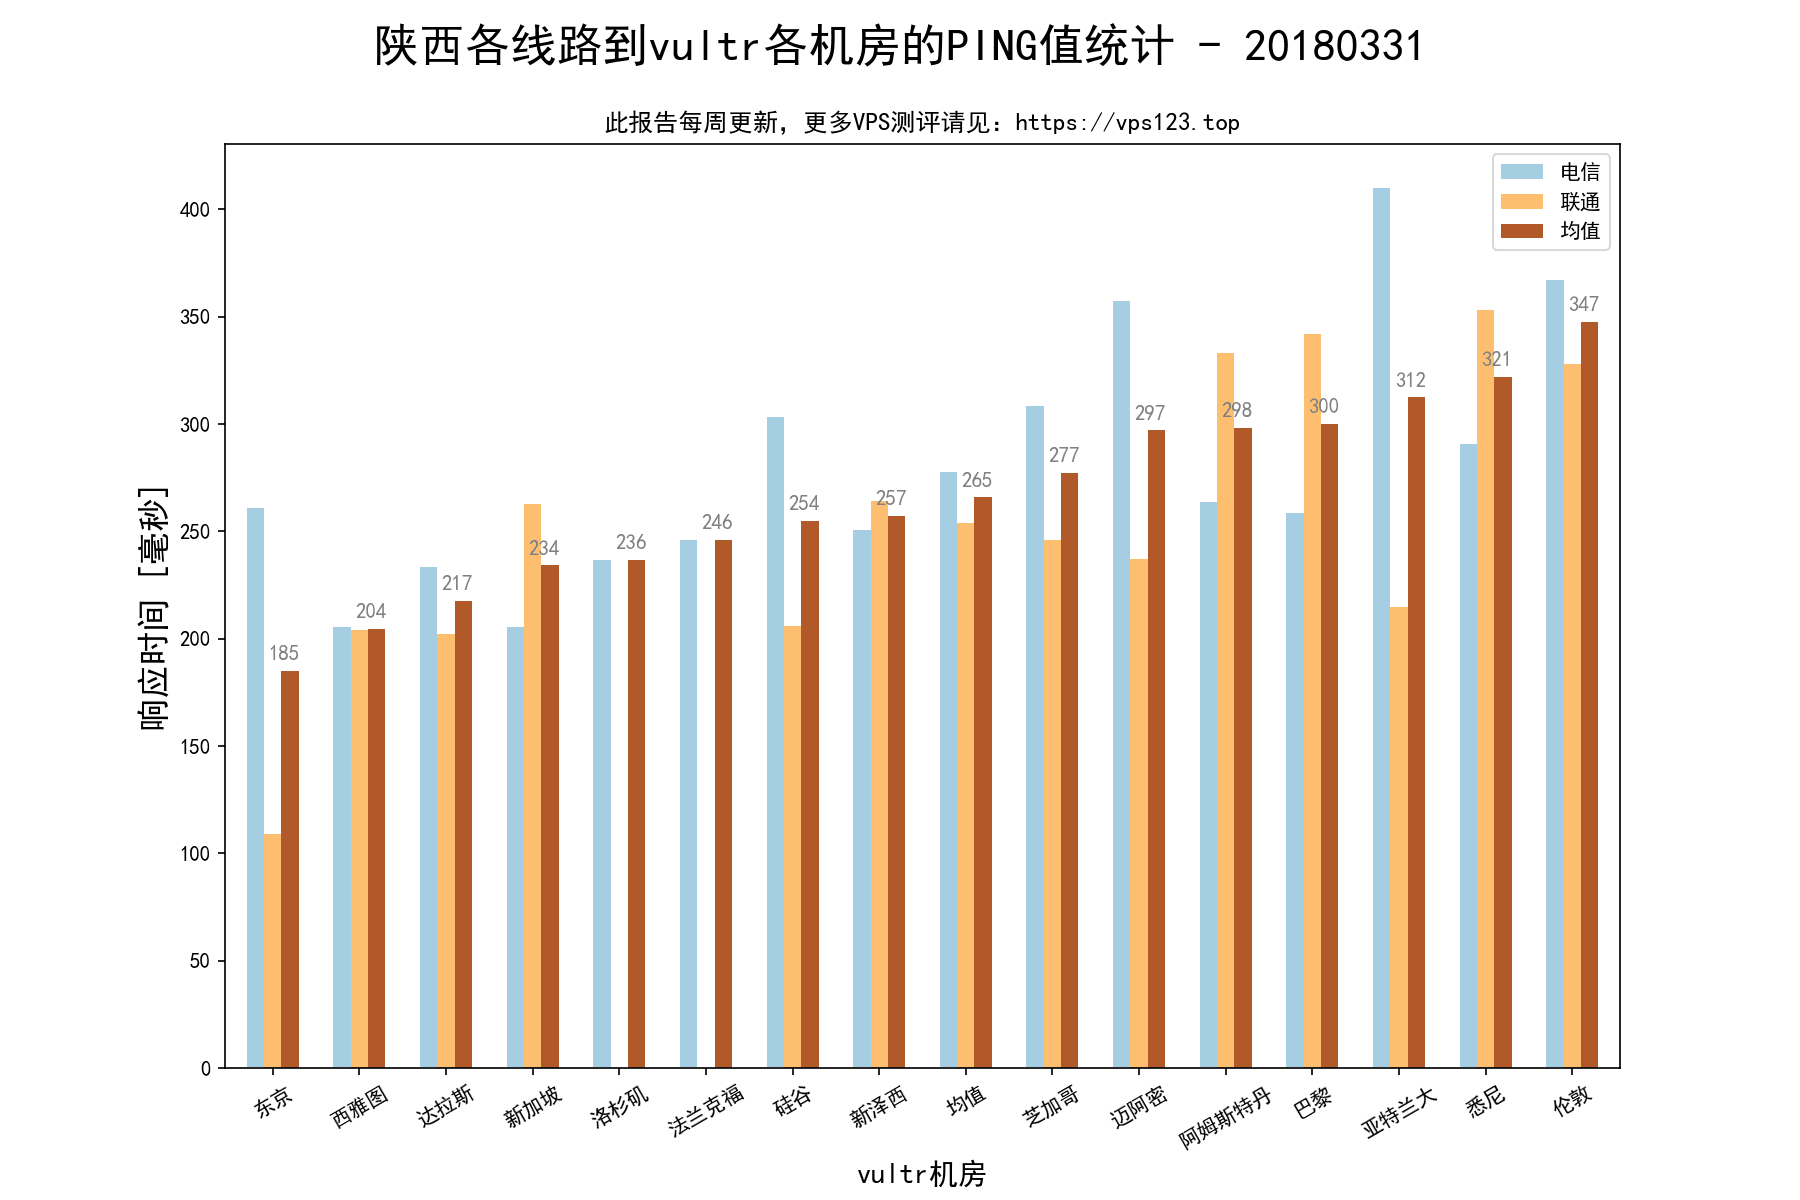 陕西各线路到vultr各机房的PING值统计 - 20180331
此报告每周更新，更多VPS测评请见：https://vps123.top
电信
联通
均值
响应时间 [毫秒]
400
350
300
250
200
150
100
50
0
185
204
217
234
236
246
254
257
265
277
297
298
300
312
321
347
东京
西雅图
达拉斯
新加坡
洛杉矶
法兰克福
硅谷
新泽西
均值
芝加哥
迈阿密
阿姆斯特丹
巴黎
亚特兰大
悉尼
伦敦
vultr机房